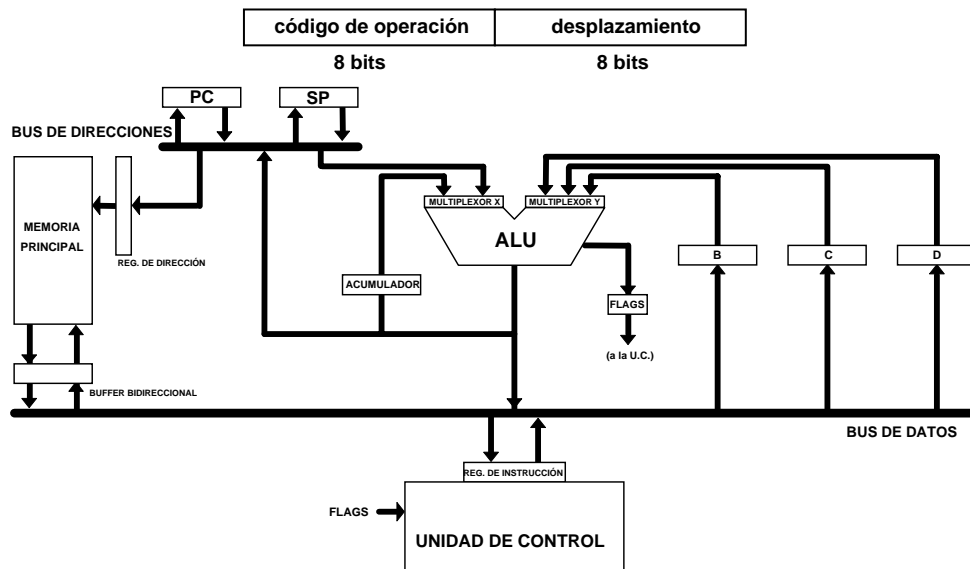 código de operación desplazamiento
8 bits 8 bits
PC SP
BUS DE DIRECCIONES
MEMORIA
PRINCIPAL
REG. DE DIRECCIÓN
MULTIPLEXOR X MULTIPLEXOR Y
ALU
ACUMULADOR
FLAGS
(a la U.C.)
B C D
BUFFER BIDIRECCIONAL
BUS DE DATOS
REG. DE INSTRUCCIÓN
FLAGS
UNIDAD DE CONTROL